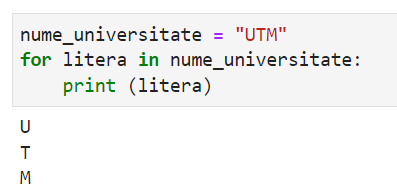 nume_universitate = "UTM"
for litera in nume_universitate:
    print (litera)
U
T
M